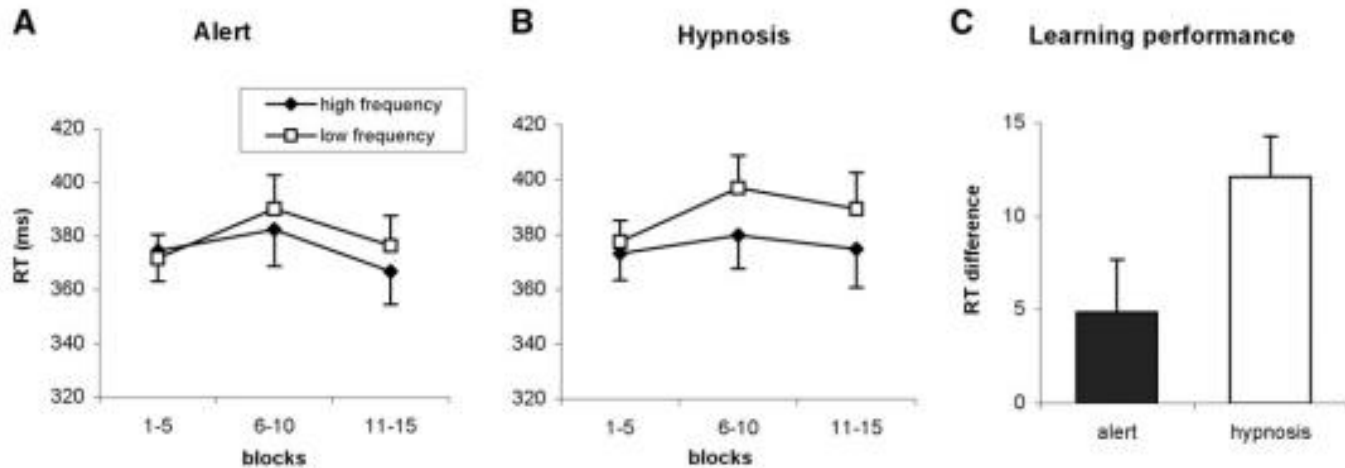 A
Alert
high frequency
low frequency
RT (ms)
420
400
380
360
340
320
1-5
6-10
11-15
blocks
B
Hypnosis
420
400
380
360
340
320
1-5
6-10
11-15
blocks
C
Learning performance
RT difference
15
10
5
0
alert
hypnosis